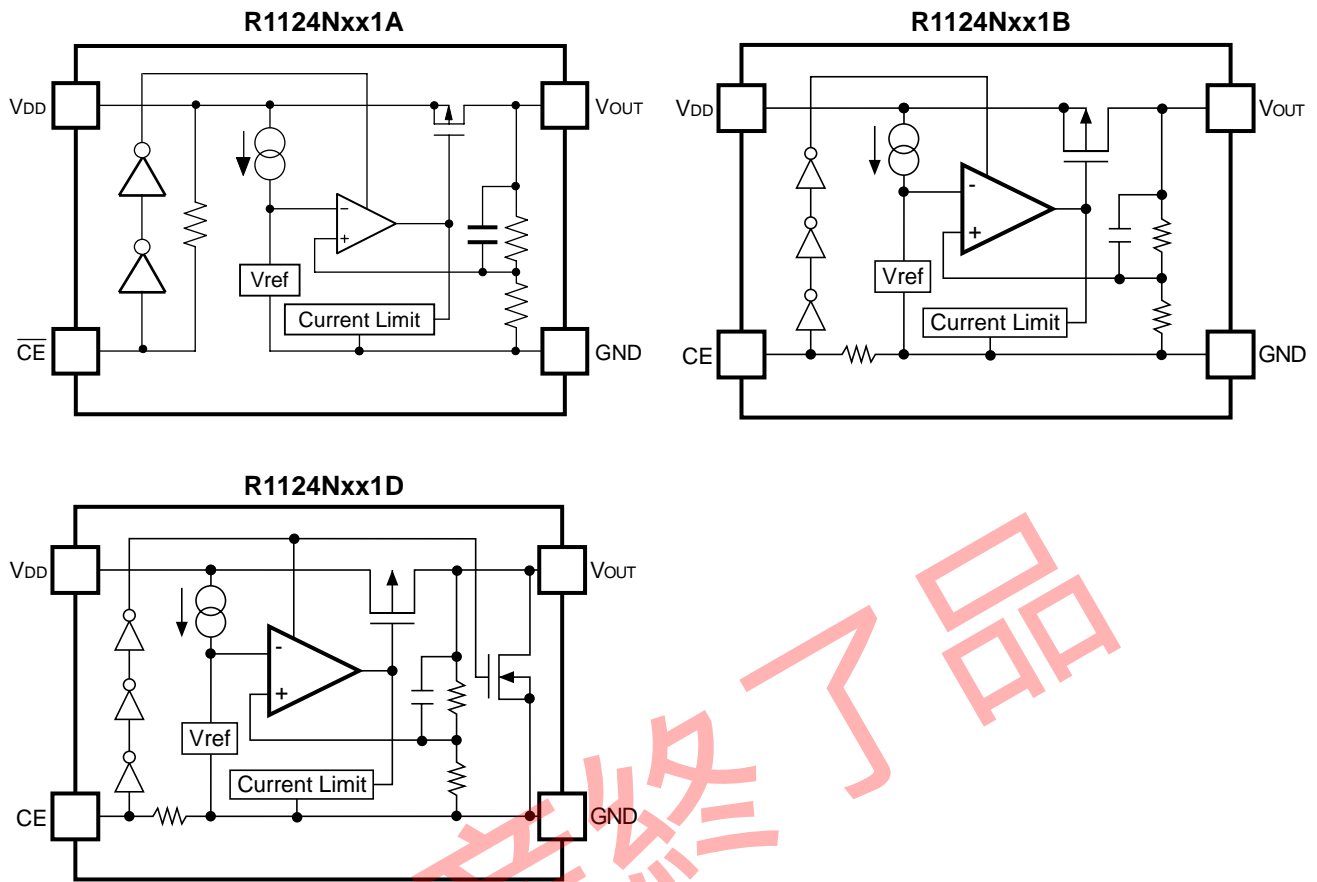 R1124Nxx1A
VDD
VOUT
-
+
Vref
Current Limit
CE
GND
R1124Nxx1B
VDD
VOUT
-
+
Vref
Current Limit
CE
GND
R1124Nxx1D
VDD
VOUT
-
+
Vref
Current Limit
CE
GND
終了品